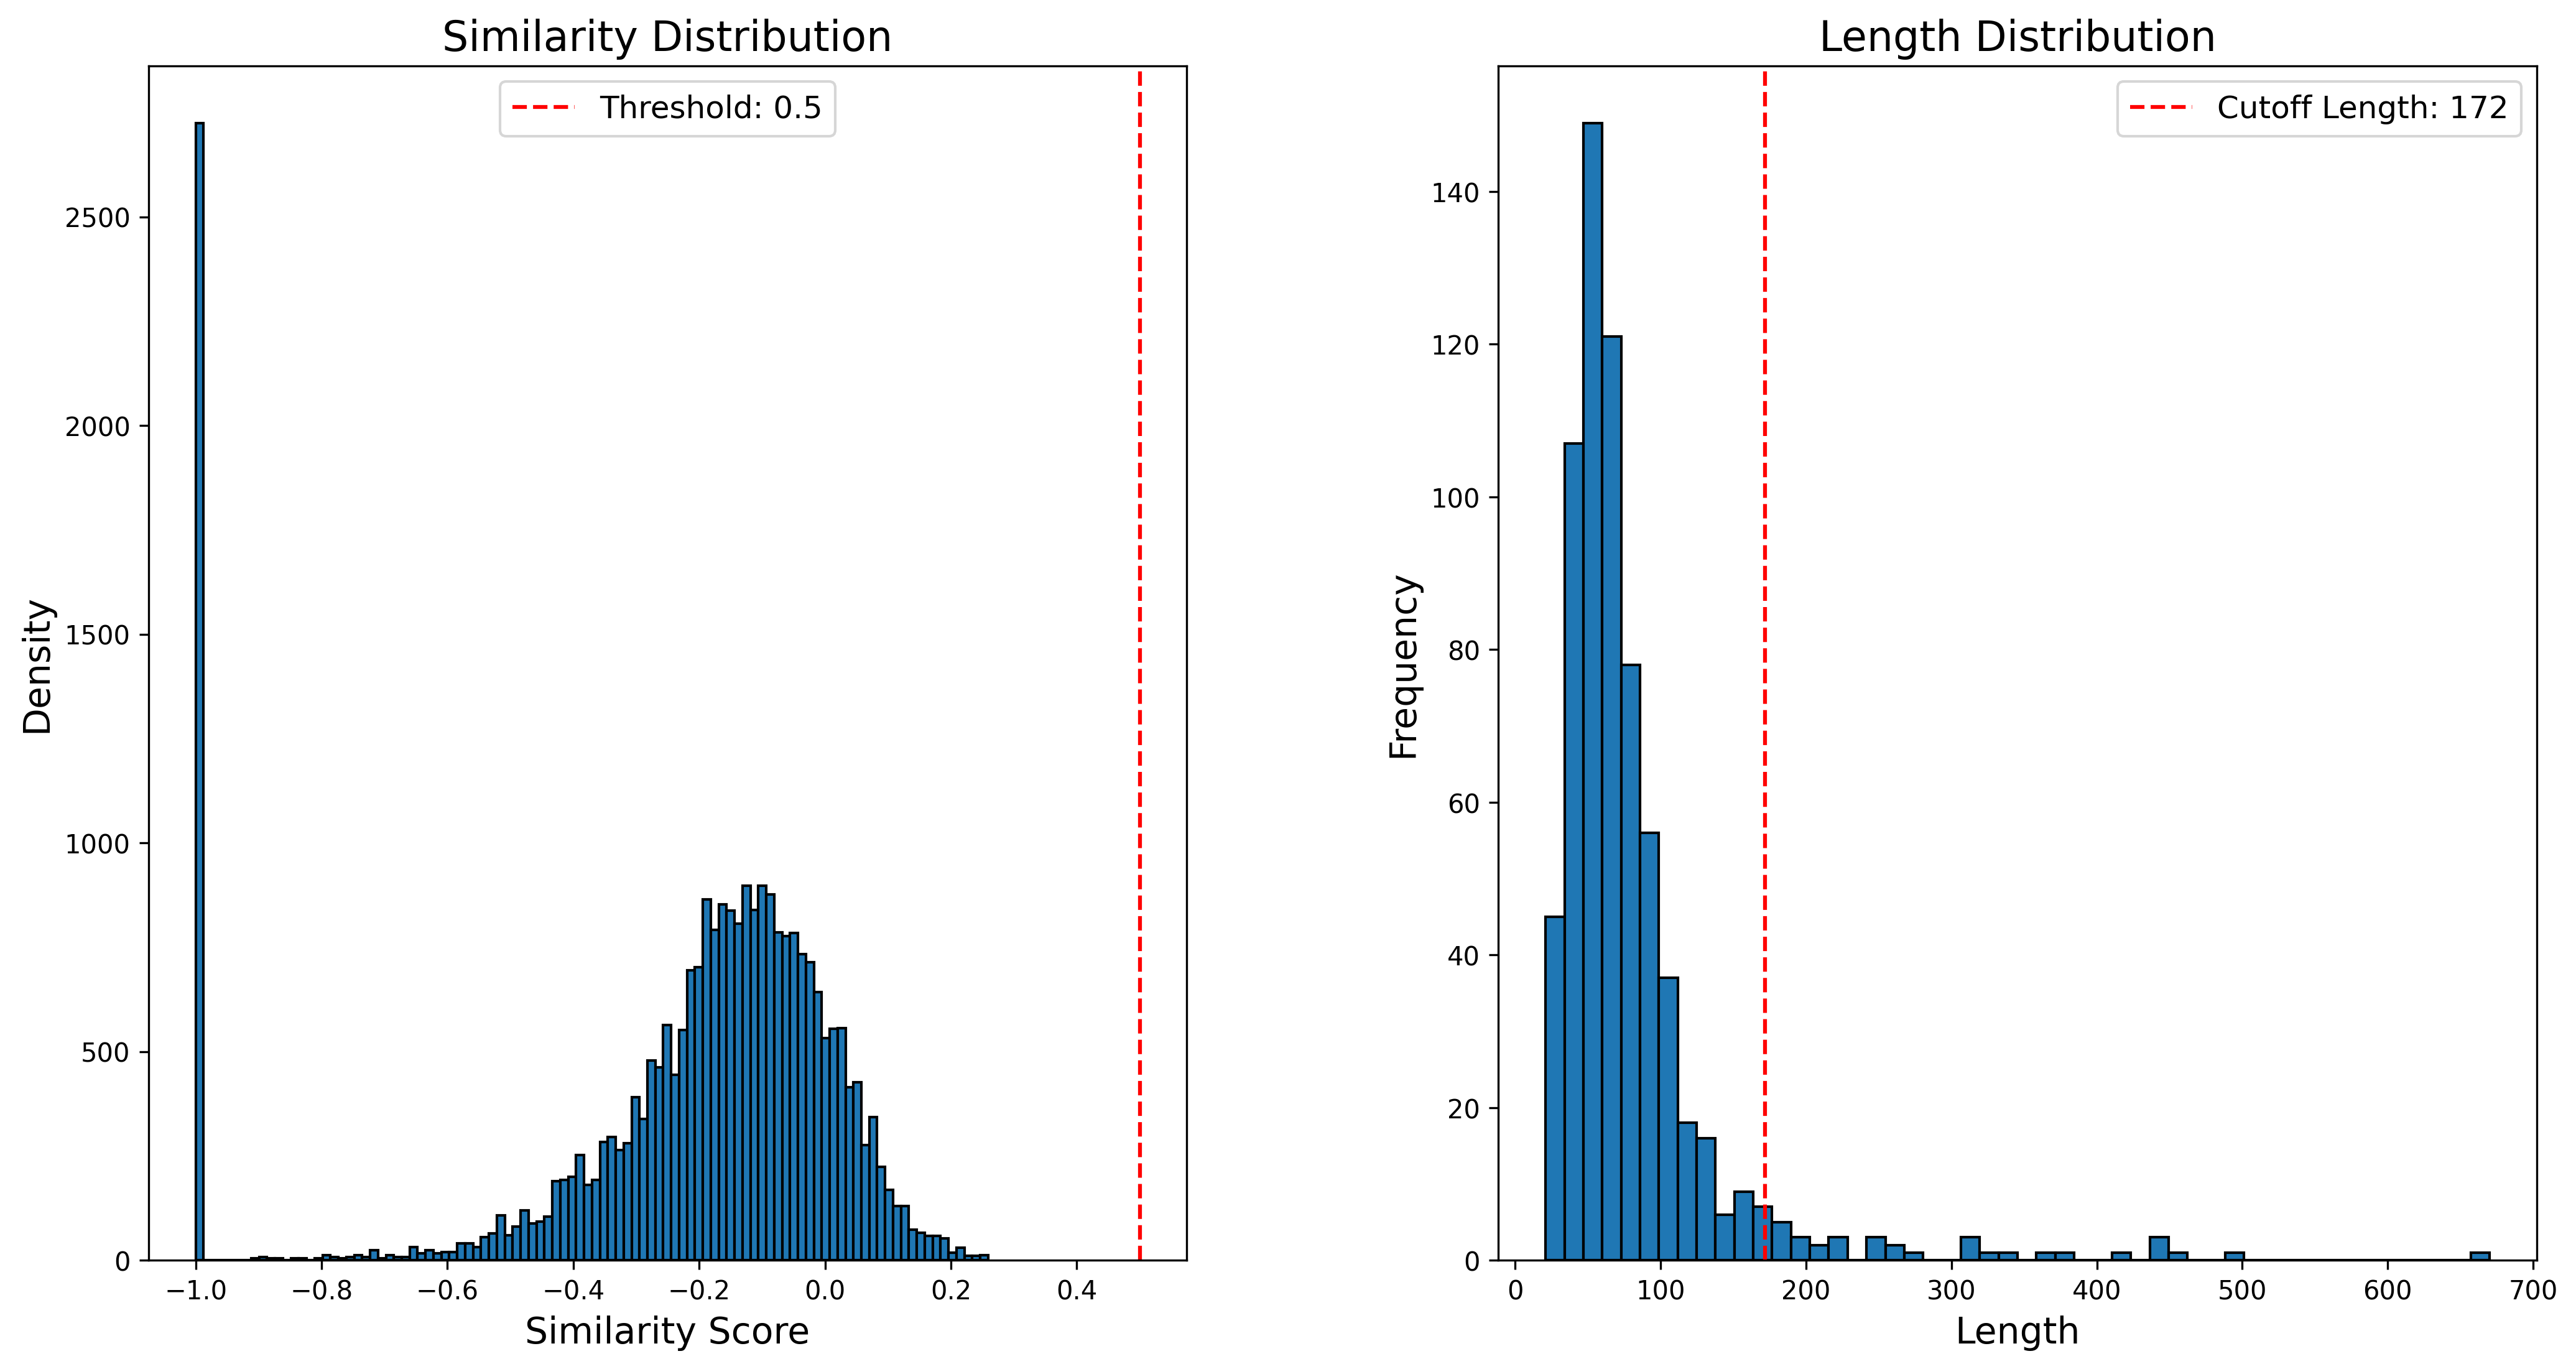 Similarity Distribution
Threshold: 0.5
2500
2000
1500
1000
500
0
Density
−1.0 −0.8 −0.6 −0.4 −0.2 0.0 0.2 0.4
Similarity Score
Length Distribution
Cutoff Length: 172
140
120
100
80
60
40
20
0
Frequency
0 100 200 300 400 500 600 700
Length